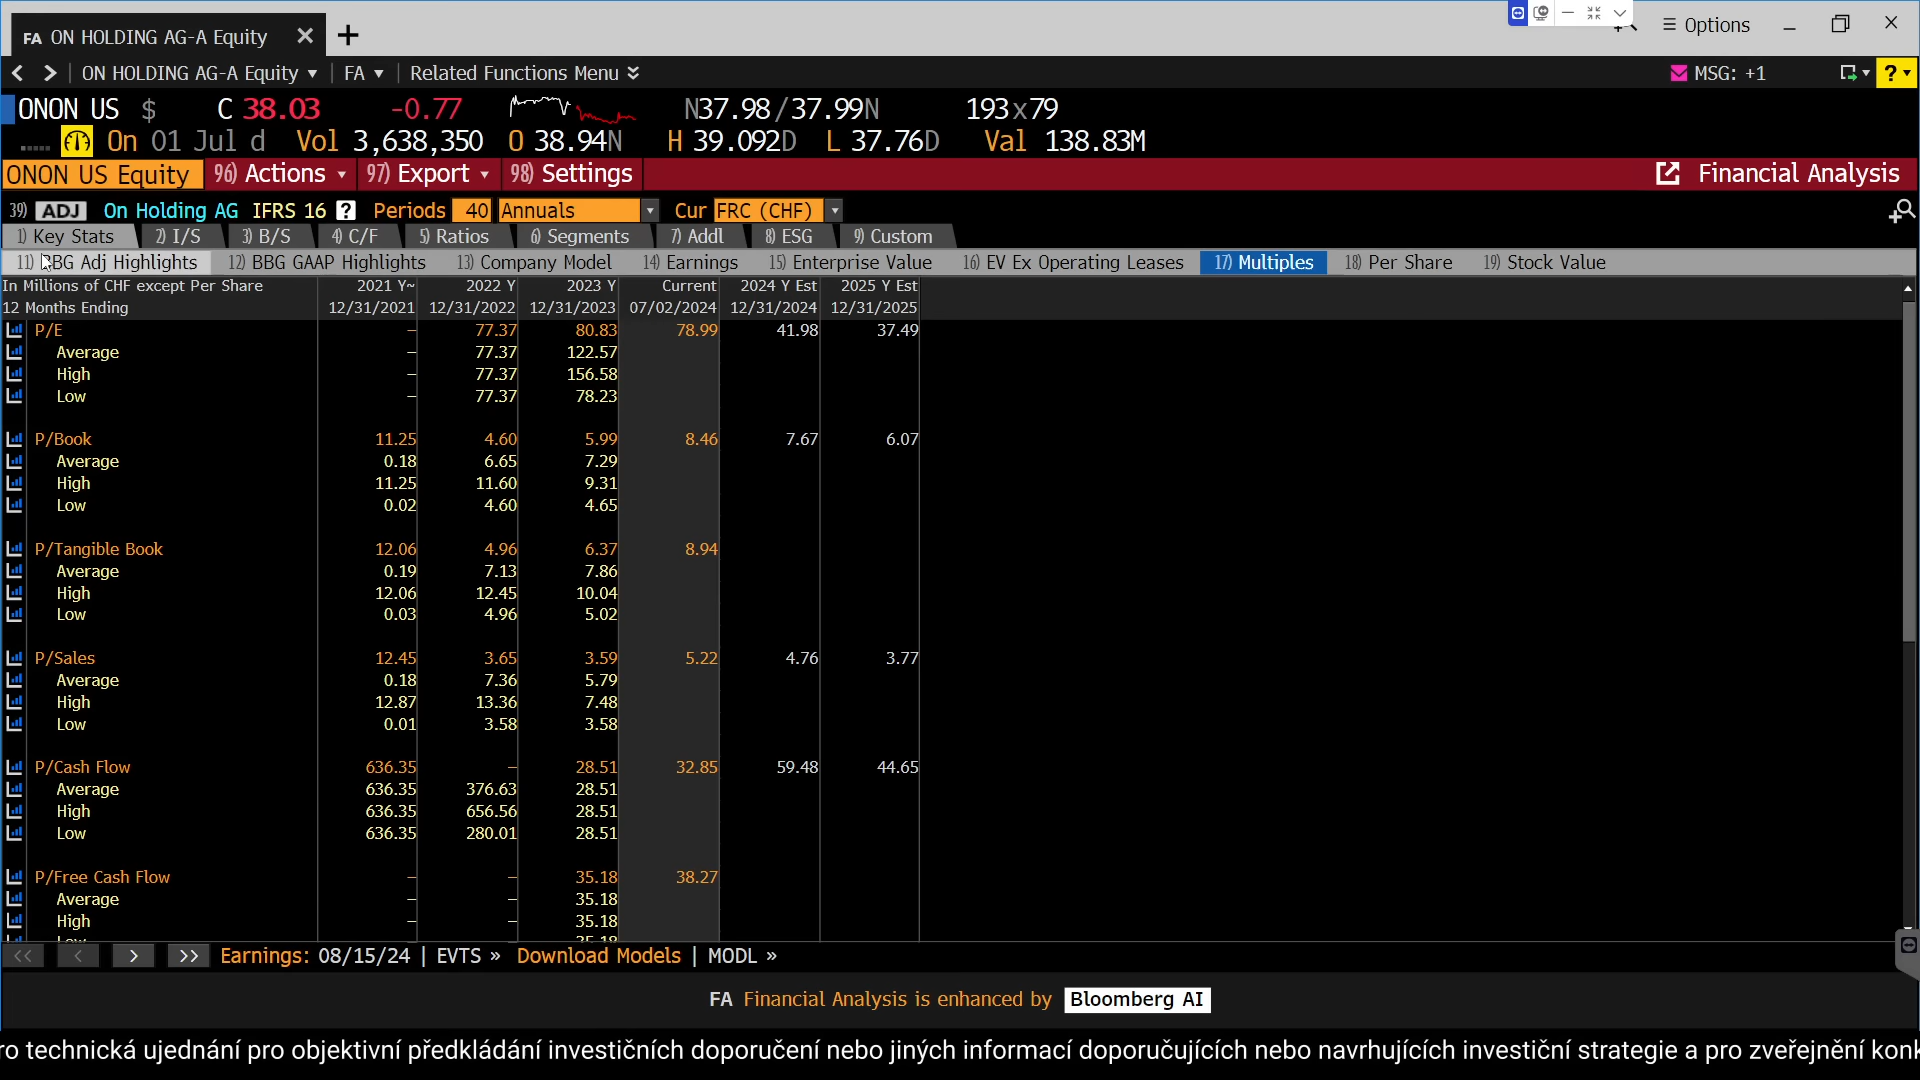 FA ON HOLDING AG-A Equity
Options
ON HOLDING AG-A Equity FA Related Functions Menu MSG: +1 ?
ONON US $ C 38.03 -0.77 N37.98/37.99N 193x79
On 01 Jul d Vol 3,638,350 O 38.94N H 39.092D L 37.76D Val 138.83M
ONON US Equity 96) Actions 97) Export 98) Settings Financial Analysis
39) ADJ On Holding AG IFRS 16 ? Periods 40 Annuals Cur FRC (CHF)
1) Key Stats 2) I/S 3) B/S 4) C/F 5) Ratios 6) Segments 7) Addl 8) ESG 9) Custom
11) BBG Adj Highlights 12) BBG GAAP Highlights 13) Company Model 14) Earnings 15) Enterprise Value 16) EV Ex Operating Leases 17) Multiples 18) Per Share 19) Stock Value
In Millions of CHF except Per Share 2021 Y~ 2022 Y 2023 Y Current 2024 Y Est 2025 Y Est
12 Months Ending 12/31/2021 12/31/2022 12/31/2023 07/02/2024 12/31/2024 12/31/2025
P/E – 77.37 80.83 78.99 41.98 37.49
Average – 77.37 122.57
High – 77.37 156.58
Low – 77.37 78.23
P/Book 11.25 4.60 5.99 8.46 7.67 6.07
Average 0.18 6.65 7.29
High 11.25 11.60 9.31
Low 0.02 4.60 4.65
P/Tangible Book 12.06 4.96 6.37 8.94
Average 0.19 7.13 7.86
High 12.06 12.45 10.04
Low 0.03 4.96 5.02
P/Sales 12.45 3.65 3.59 5.22 4.76 3.77
Average 0.18 7.36 5.79
High 12.87 13.36 7.48
Low 0.01 3.58 3.58
P/Cash Flow 636.35 – 28.51 32.85 59.48 44.65
Average 636.35 376.63 28.51
High 636.35 656.56 28.51
Low 636.35 280.01 28.51
P/Free Cash Flow – – 35.18 38.27
Average – – 35.18
High – – 35.18
Low 35.18
<< < > >> Earnings: 08/15/24 | EVTS » Download Models | MODL »
FA Financial Analysis is enhanced by Bloomberg AI
ro technická ujednání pro objektivní předkládání investičních doporučení nebo jiných informací doporučujících nebo navrhujících investiční strategie a pro zveřejnění konk